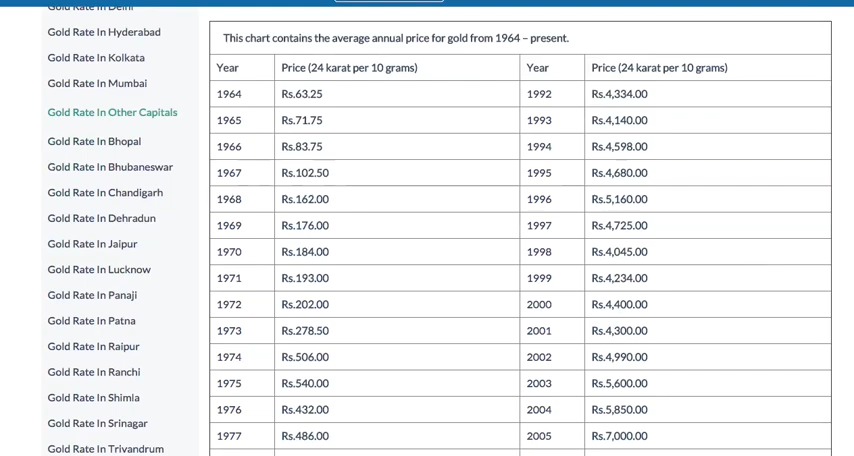 Gold Rate In Delhi
Gold Rate In Hyderabad
Gold Rate In Kolkata
Gold Rate In Mumbai
Gold Rate In Other Capitals
Gold Rate In Bhopal
Gold Rate In Bhubaneswar
Gold Rate In Chandigarh
Gold Rate In Dehradun
Gold Rate In Jaipur
Gold Rate In Lucknow
Gold Rate In Panaji
Gold Rate In Patna
Gold Rate In Raipur
Gold Rate In Ranchi
Gold Rate In Shimla
Gold Rate In Srinagar
Gold Rate In Trivandrum
This chart contains the average annual price for gold from 1964 – present.
Year Price (24 karat per 10 grams) Year Price (24 karat per 10 grams)
1964 Rs.63.25 1992 Rs.4,334.00
1965 Rs.71.75 1993 Rs.4,140.00
1966 Rs.83.75 1994 Rs.4,598.00
1967 Rs.102.50 1995 Rs.4,680.00
1968 Rs.162.00 1996 Rs.5,160.00
1969 Rs.176.00 1997 Rs.4,725.00
1970 Rs.184.00 1998 Rs.4,045.00
1971 Rs.193.00 1999 Rs.4,234.00
1972 Rs.202.00 2000 Rs.4,400.00
1973 Rs.278.50 2001 Rs.4,300.00
1974 Rs.506.00 2002 Rs.4,990.00
1975 Rs.540.00 2003 Rs.5,600.00
1976 Rs.432.00 2004 Rs.5,850.00
1977 Rs.486.00 2005 Rs.7,000.00